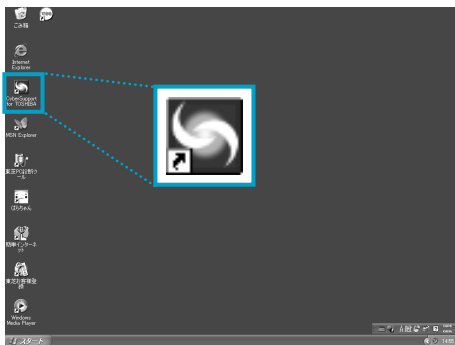 ごみ箱
Internet
Explorer
CyberSupport
for TOSHIBA
MSN Explorer
東芝PC診断ツ
ール
ぱらちゃん
簡単インターネ
ット
東芝お客様登
録
Windows
Media Player
スタート
14:55